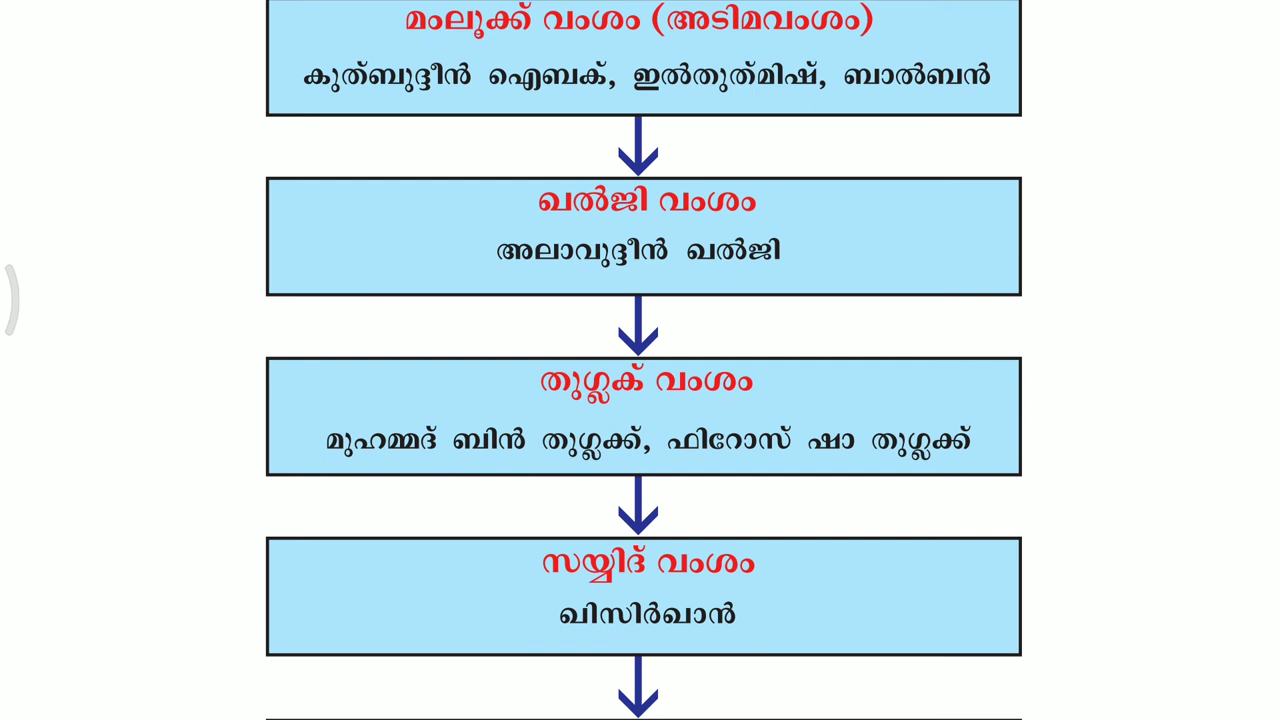 മംലൂക്ക് വംശം (അടിമവംശം)
കുത്ബുദ്ദീൻ ഐബക്, ഇൽതുത്മിഷ്, ബാൽബൻ
ഖൽജി വംശം
അലാവുദ്ദീൻ ഖൽജി
തുഗ്ലക് വംശം
മുഹമ്മദ് ബിൻ തുഗ്ലക്ക്, ഫിറോസ് ഷാ തുഗ്ലക്ക്
സയ്യിദ് വംശം
ഖിസിർഖാൻ